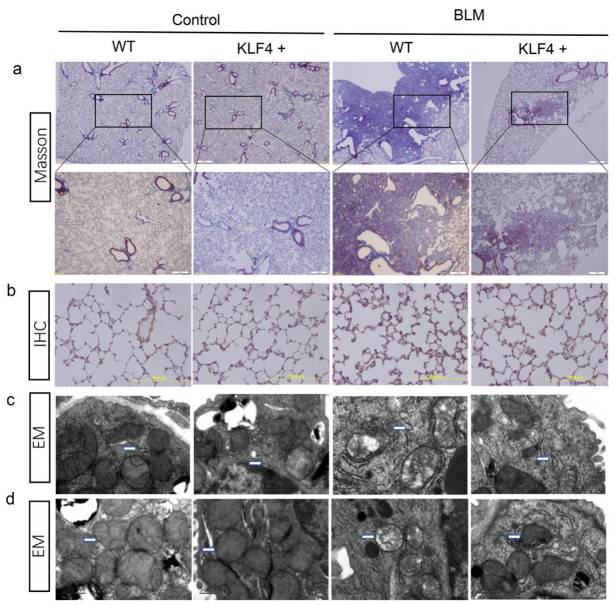 Control BLM
WT KLF4 + WT KLF4 +
a
Masson
b
IHC
c
EM
d
EM